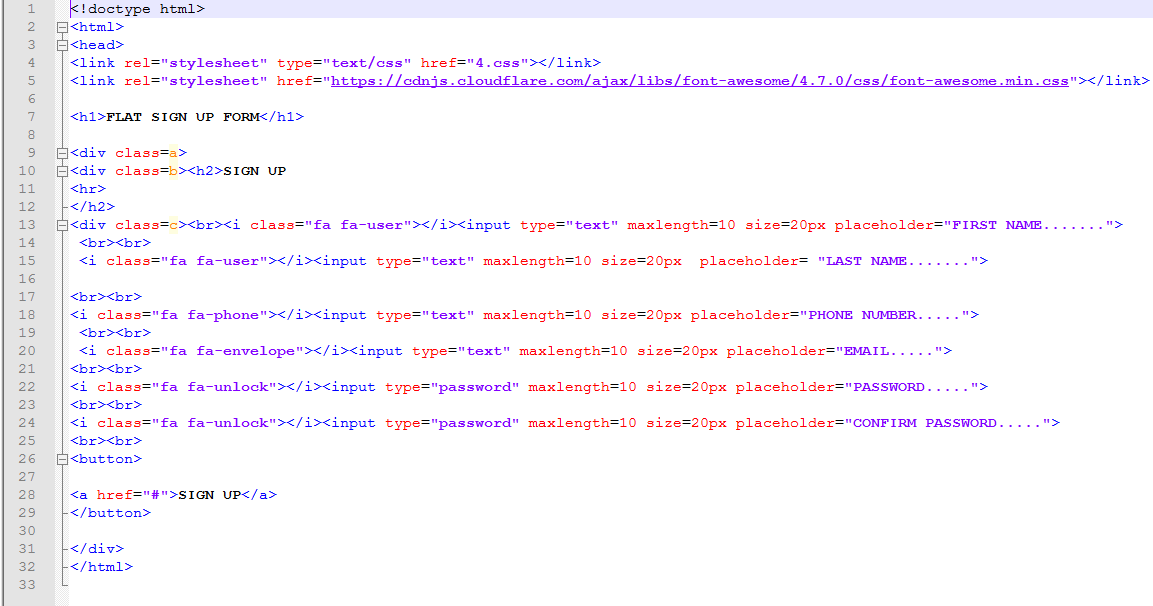 1 <!doctype html>
2 <html>
3 <head>
4 <link rel="stylesheet" type="text/css" href="4.css"></link>
5 <link rel="stylesheet" href="https://cdnjs.cloudflare.com/ajax/libs/font-awesome/4.7.0/css/font-awesome.min.css"></link>
6
7 <h1>FLAT SIGN UP FORM</h1>
8
9 <div class=a>
10 <div class=b><h2>SIGN UP
11 <hr>
12 </h2>
13 <div class=c><br><i class="fa fa-user"></i><input type="text" maxlength=10 size=20px placeholder="FIRST NAME.......">
14  <br><br>
15  <i class="fa fa-user"></i><input type="text" maxlength=10 size=20px  placeholder= "LAST NAME.......">
16
17 <br><br>
18 <i class="fa fa-phone"></i><input type="text" maxlength=10 size=20px placeholder="PHONE NUMBER.....">
19  <br><br>
20  <i class="fa fa-envelope"></i><input type="text" maxlength=10 size=20px placeholder="EMAIL.....">
21 <br><br>
22 <i class="fa fa-unlock"></i><input type="password" maxlength=10 size=20px placeholder="PASSWORD.....">
23 <br><br>
24 <i class="fa fa-unlock"></i><input type="password" maxlength=10 size=20px placeholder="CONFIRM PASSWORD.....">
25 <br><br>
26 <button>
27
28 <a href="#">SIGN UP</a>
29 </button>
30
31 </div>
32 </html>
33